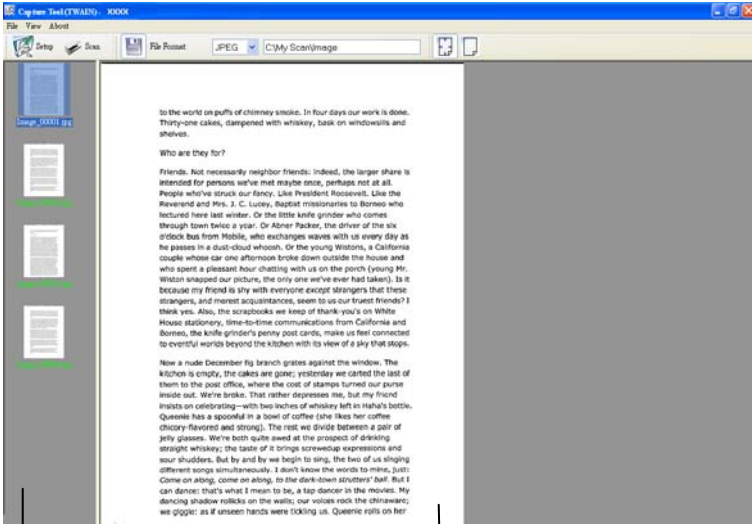 Capture Tool (TWAIN) - XXXX
File View About
Setup Scan File Format JPEG C:\My Scan\Image
Image_00001.jpg
to the world on puffs of chimney smoke. In four days our work is done.
Thirty-one cakes, dampened with whiskey, bask on windowsills and
shelves.
Who are they for?
Friends. Not necessarily neighbor friends: indeed, the larger share is
intended for persons we've met maybe once, perhaps not at all.
People who've struck our fancy. Like President Roosevelt. Like the
Reverend and Mrs. J. C. Lucey, Baptist missionaries to Borneo who
lectured here last winter. Or the little knife grinder who comes
through town twice a year. Or Abner Packer, the driver of the six
o'clock bus from Mobile, who exchanges waves with us every day as
he passes in a dust-cloud whoosh. Or the young Wistons, a California
couple whose car one afternoon broke down outside the house and
who spent a pleasant hour chatting with us on the porch (young Mr.
Wiston snapped our picture, the only one we've ever had taken). Is it
because my friend is shy with everyone except strangers that these
strangers, and merest acquaintances, seem to us our truest friends? I
think yes. Also, the scrapbooks we keep of thank-you's on White
House stationery, time-to-time communications from California and
Borneo, the knife grinder's penny post cards, make us feel connected
to eventful worlds beyond the kitchen with its view of a sky that stops.
Now a nude December fig branch grates against the window. The
kitchen is empty, the cakes are gone; yesterday we carted the last of
them to the post office, where the cost of stamps turned our purse
inside out. We're broke. That rather depresses me, but my friend
insists on celebrating—with two inches of whiskey left in Haha's bottle.
Queenie has a spoonful in a bowl of coffee (she likes her coffee
chicory-flavored and strong). The rest we divide between a pair of
jelly glasses. We're both quite awed at the prospect of drinking
straight whiskey; the taste of it brings screwedup expressions and
sour shudders. But by and by we begin to sing, the two of us singing
different songs simultaneously. I don't know the words to mine, just:
Come on along, come on along, to the dark-town strutters' ball. But I
can dance: that's what I mean to be, a tap dancer in the movies. My
dancing shadow rollicks on the walls; our voices rock the chinaware;
we giggle: as if unseen hands were tickling us. Queenie rolls on her